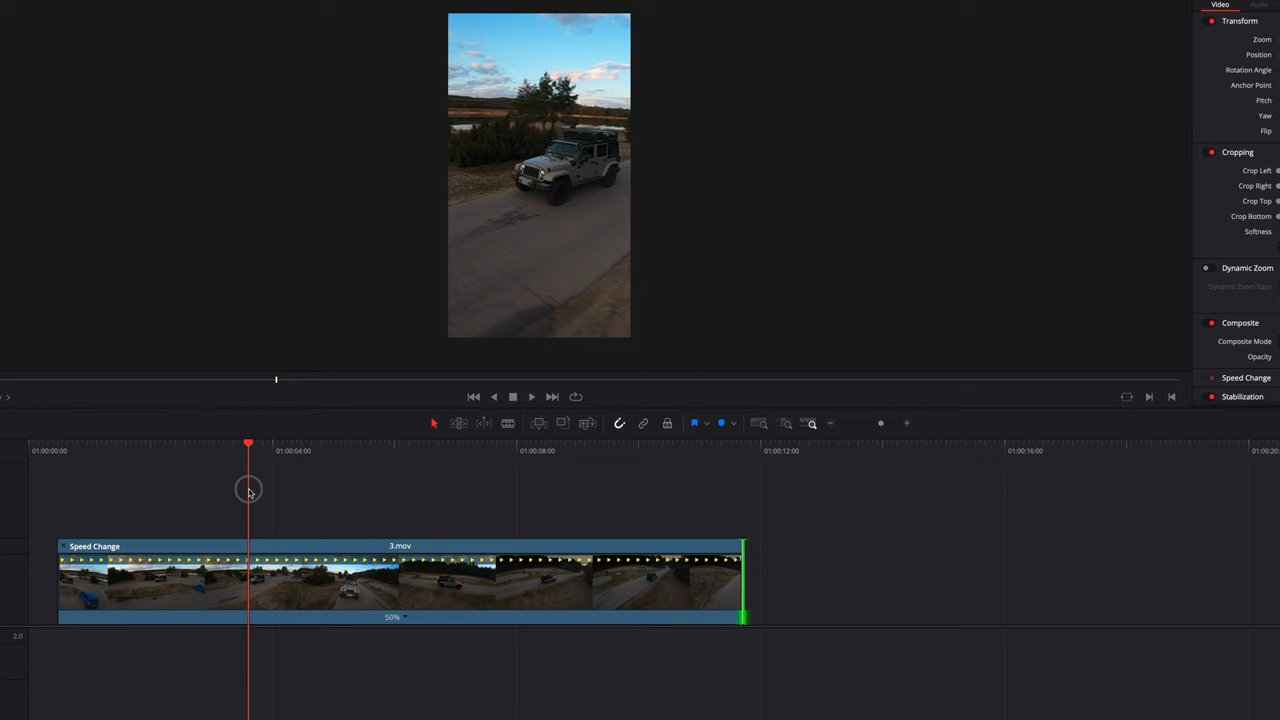 Video
Audio
Transform
Zoom
Position
Rotation Angle
Anchor Point
Pitch
Yaw
Flip
Cropping
Crop Left
Crop Right
Crop Top
Crop Bottom
Softness
Dynamic Zoom
Dynamic Zoom Ease
Composite
Composite Mode
Opacity
Speed Change
Stabilization
01:00:00:00
01:00:04:00
01:00:08:00
01:00:12:00
01:00:16:00
01:00:20:
Speed Change
3.mov
50%
2.0